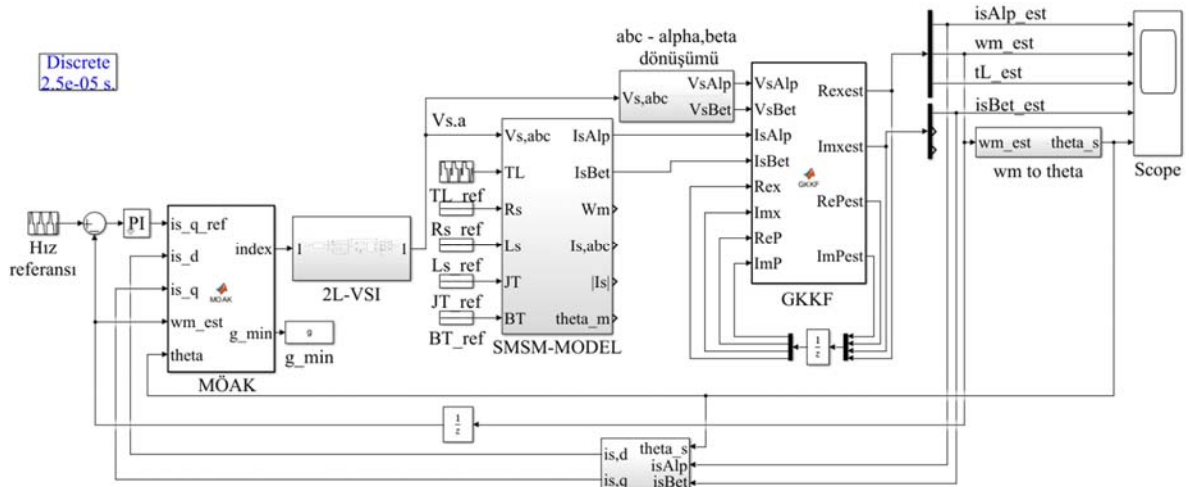 Discrete
2.5e-05 s.
Hız
referansı
PI
is_q_ref
is_d
is_q
wm_est
theta
index
g_min
MÖAK
MÖAK
g
g_min
1
1
2L-VSI
Vs.a
TL_ref
Rs_ref
Ls_ref
JT_ref
BT_ref
Vs,abc
TL
Rs
Ls
JT
BT
IsAlp
IsBet
Wm
Is,abc
|Is|
theta_m
SMSM-MODEL
abc - alpha,beta
dönüşümü
Vs,abc
VsAlp
VsBet
VsAlp
VsBet
IsAlp
IsBet
Rex
Imx
ReP
ImP
Rexest
Imxest
RePest
ImPest
GKKF
GKKF
1
z
isAlp_est
wm_est
tL_est
isBet_est
wm_est
theta_s
wm to theta
Scope
1
z
is,d
is,q
theta_s
isAlp
isBet